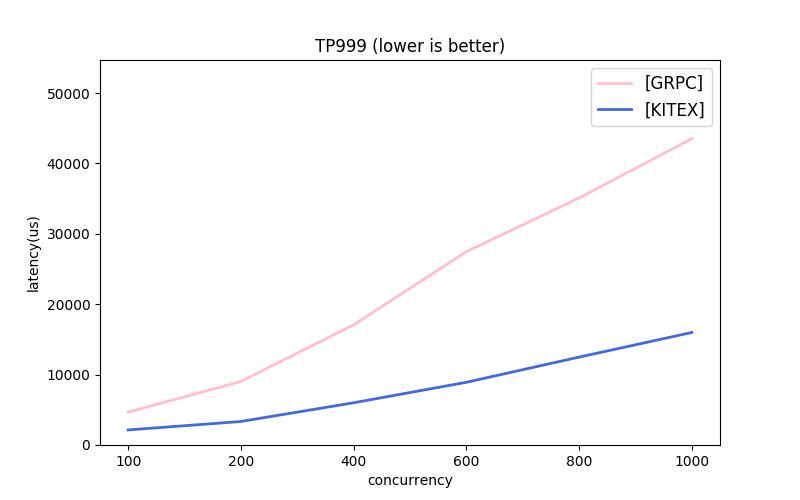 TP999 (lower is better)
[GRPC]
[KITEX]
50000
40000
30000
20000
10000
0
latency(us)
100 200 400 600 800 1000
concurrency